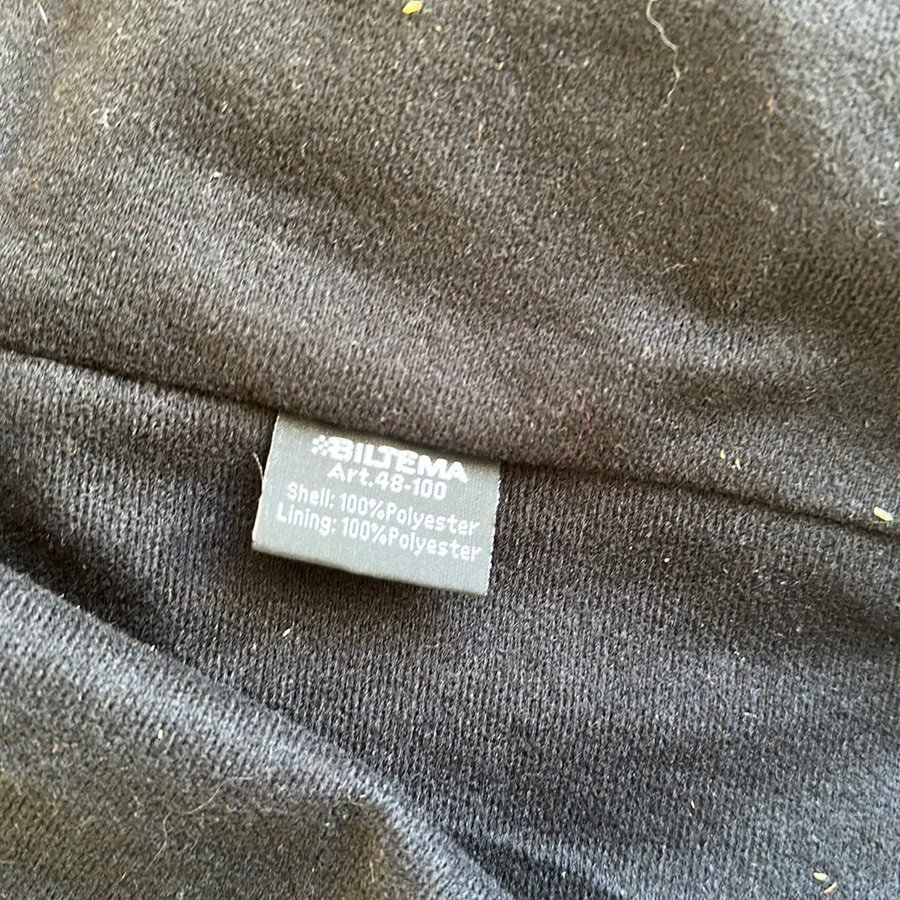 BILTEMA
Art.48-100
Shell: 100%Polyester
Lining: 100%Polyester